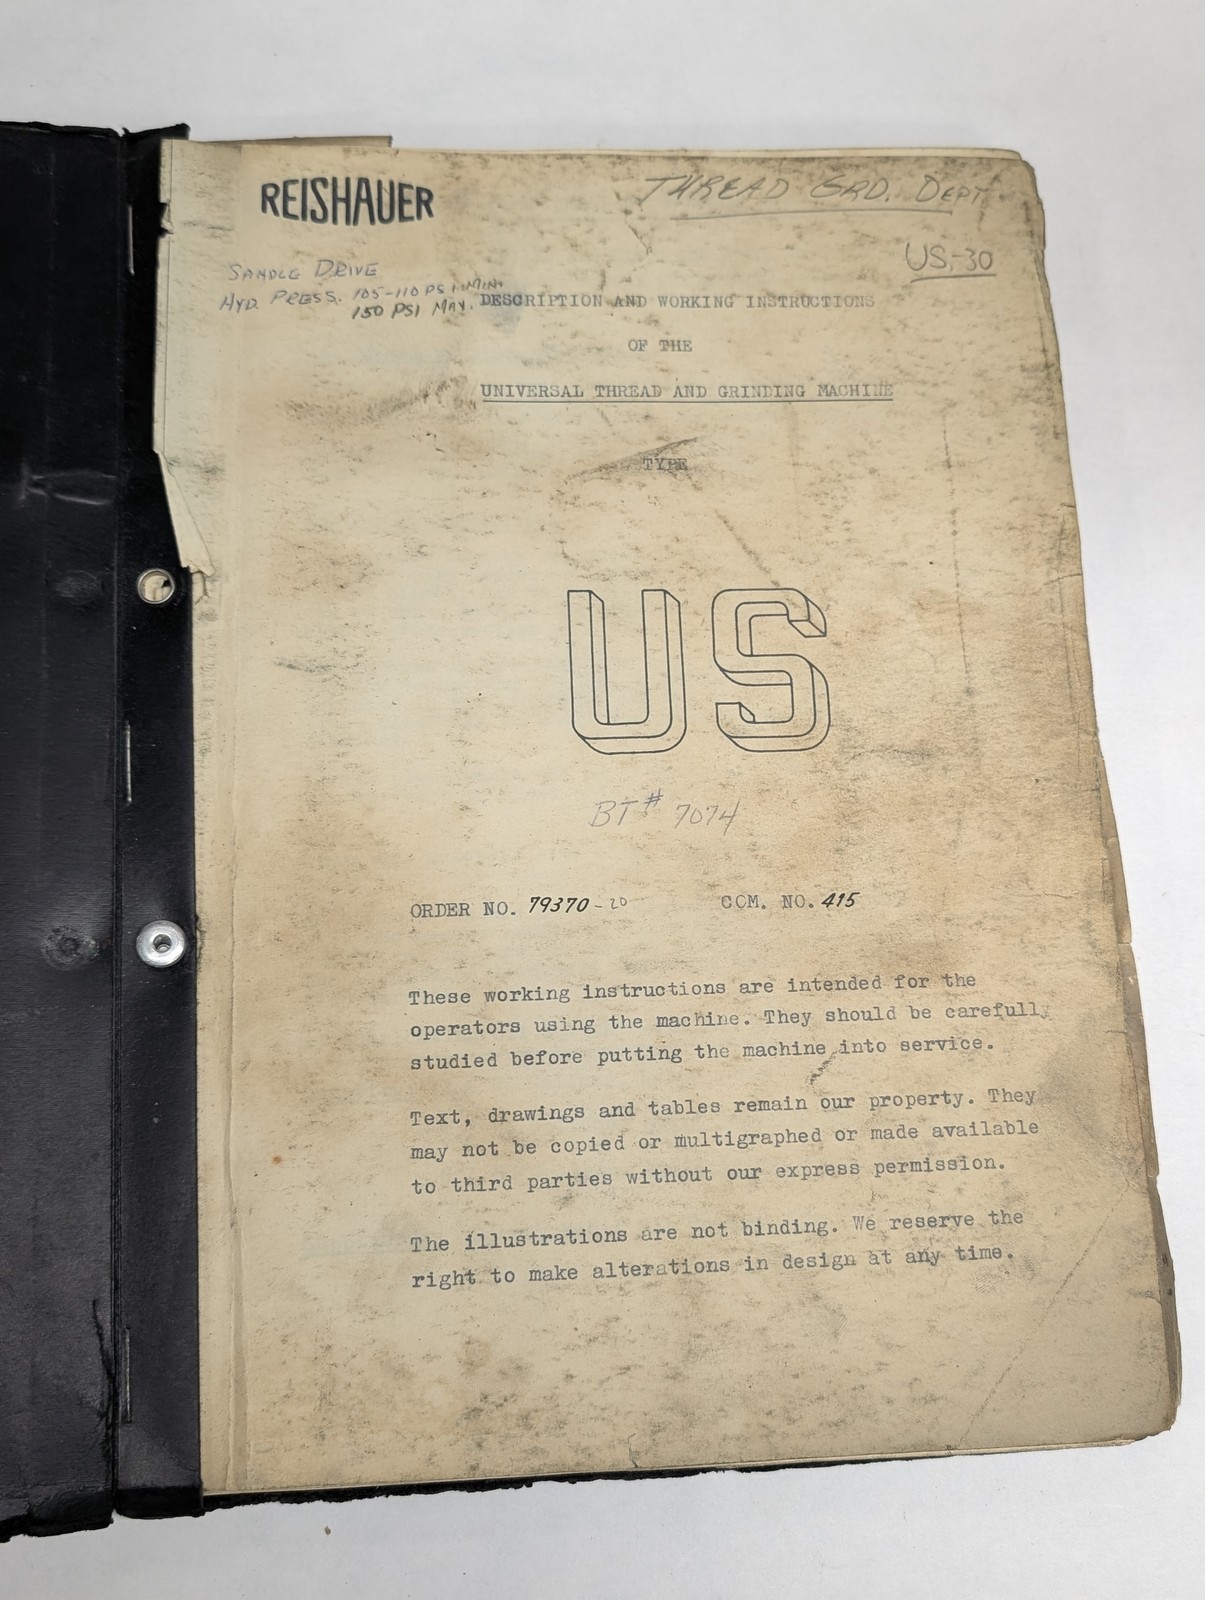 REISHAUER
THREAD GRD. DEPT.
US-30
DRIVE
HYD. PRESS. 105-110 PSI MIN.
150 PSI MAX.
DESCRIPTION AND WORKING INSTRUCTIONS
OF THE
UNIVERSAL THREAD AND GRINDING MACHINE
TYPE
US
BT# 7074
ORDER NO. 79370-20 COM. NO. 415
These working instructions are intended for the
operators using the machine. They should be carefully
studied before putting the machine into service.
Text, drawings and tables remain our property. They
may not be copied or multigraphed or made available
to third parties without our express permission.
The illustrations are not binding. We reserve the
right to make alterations in design at any time.